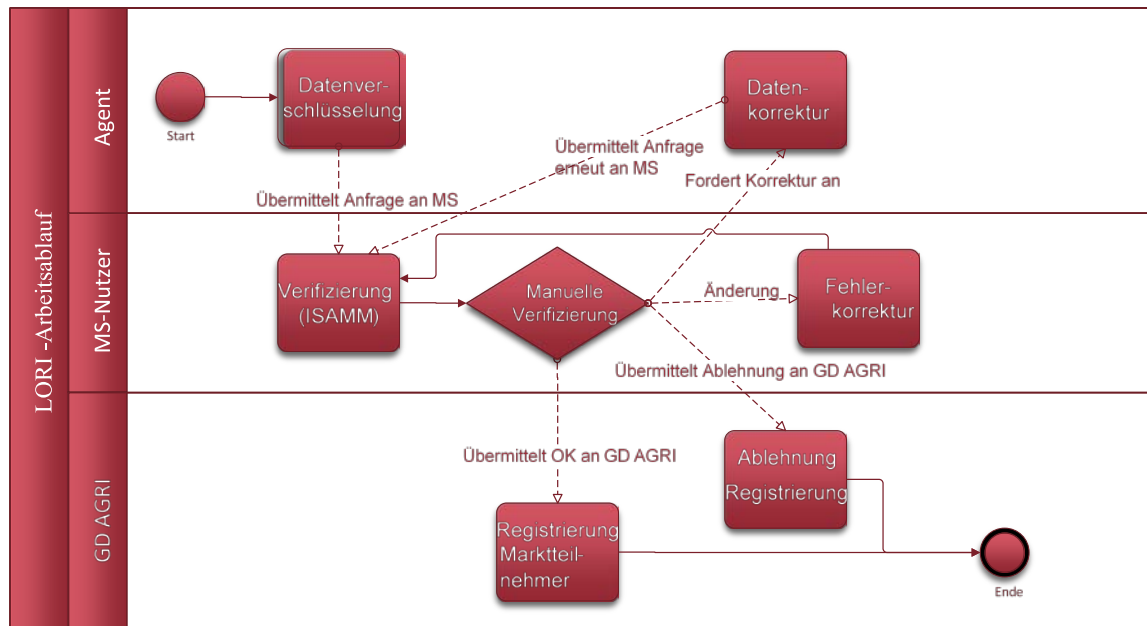 LORI -Arbeitsablauf
Agent
Start
Datenver-
schlüsselung
Daten-
korrektur
Übermittelt Anfrage
erneut an MS
Fordert Korrektur an
Übermittelt Anfrage an MS
MS-Nutzer
Verifizierung
(ISAMM)
Manuelle
Verifizierung
Änderung
Fehler-
korrektur
Übermittelt Ablehnung an GD AGRI
GD AGRI
Übermittelt OK an GD AGRI
Ablehnung
Registrierung
Registrierung
Marktteil-
nehmer
Ende